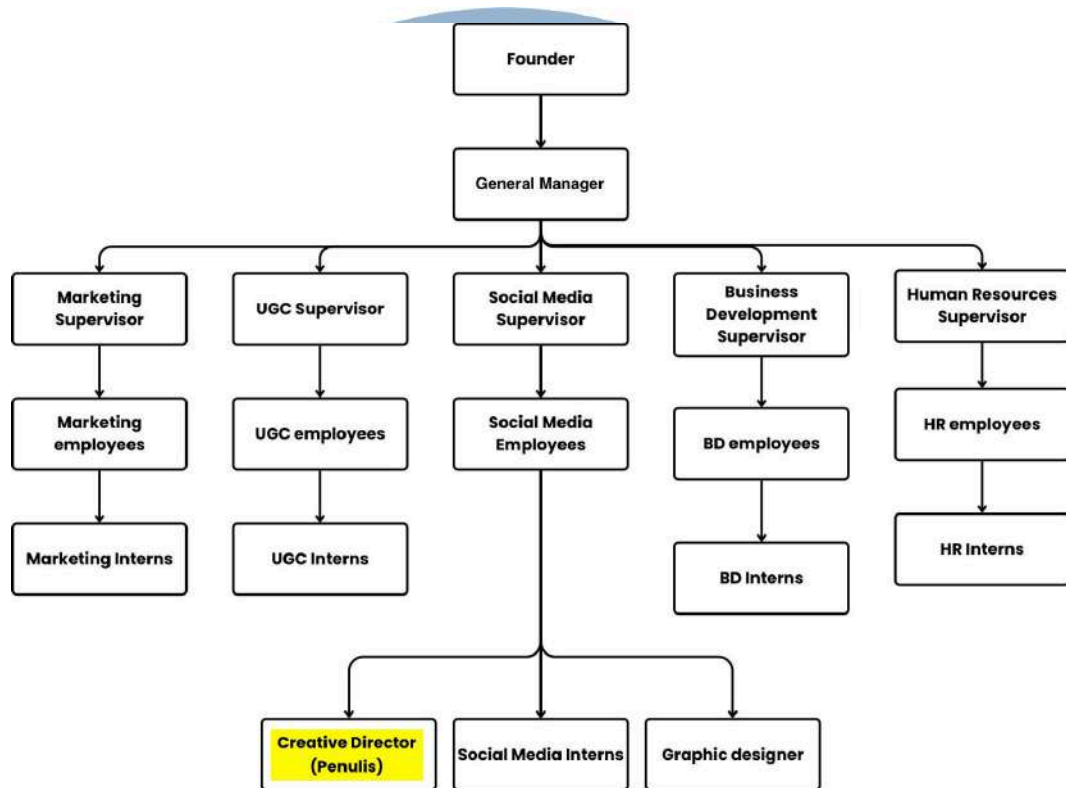 Founder
General Manager
Marketing
Supervisor
UGC Supervisor
Social Media
Supervisor
Business
Development
Supervisor
Human Resources
Supervisor
Marketing
employees
UGC employees
Social Media
Employees
BD employees
HR employees
Marketing Interns
UGC Interns
BD Interns
HR Interns
Creative Director
(Penulis)
Social Media Interns
Graphic designer